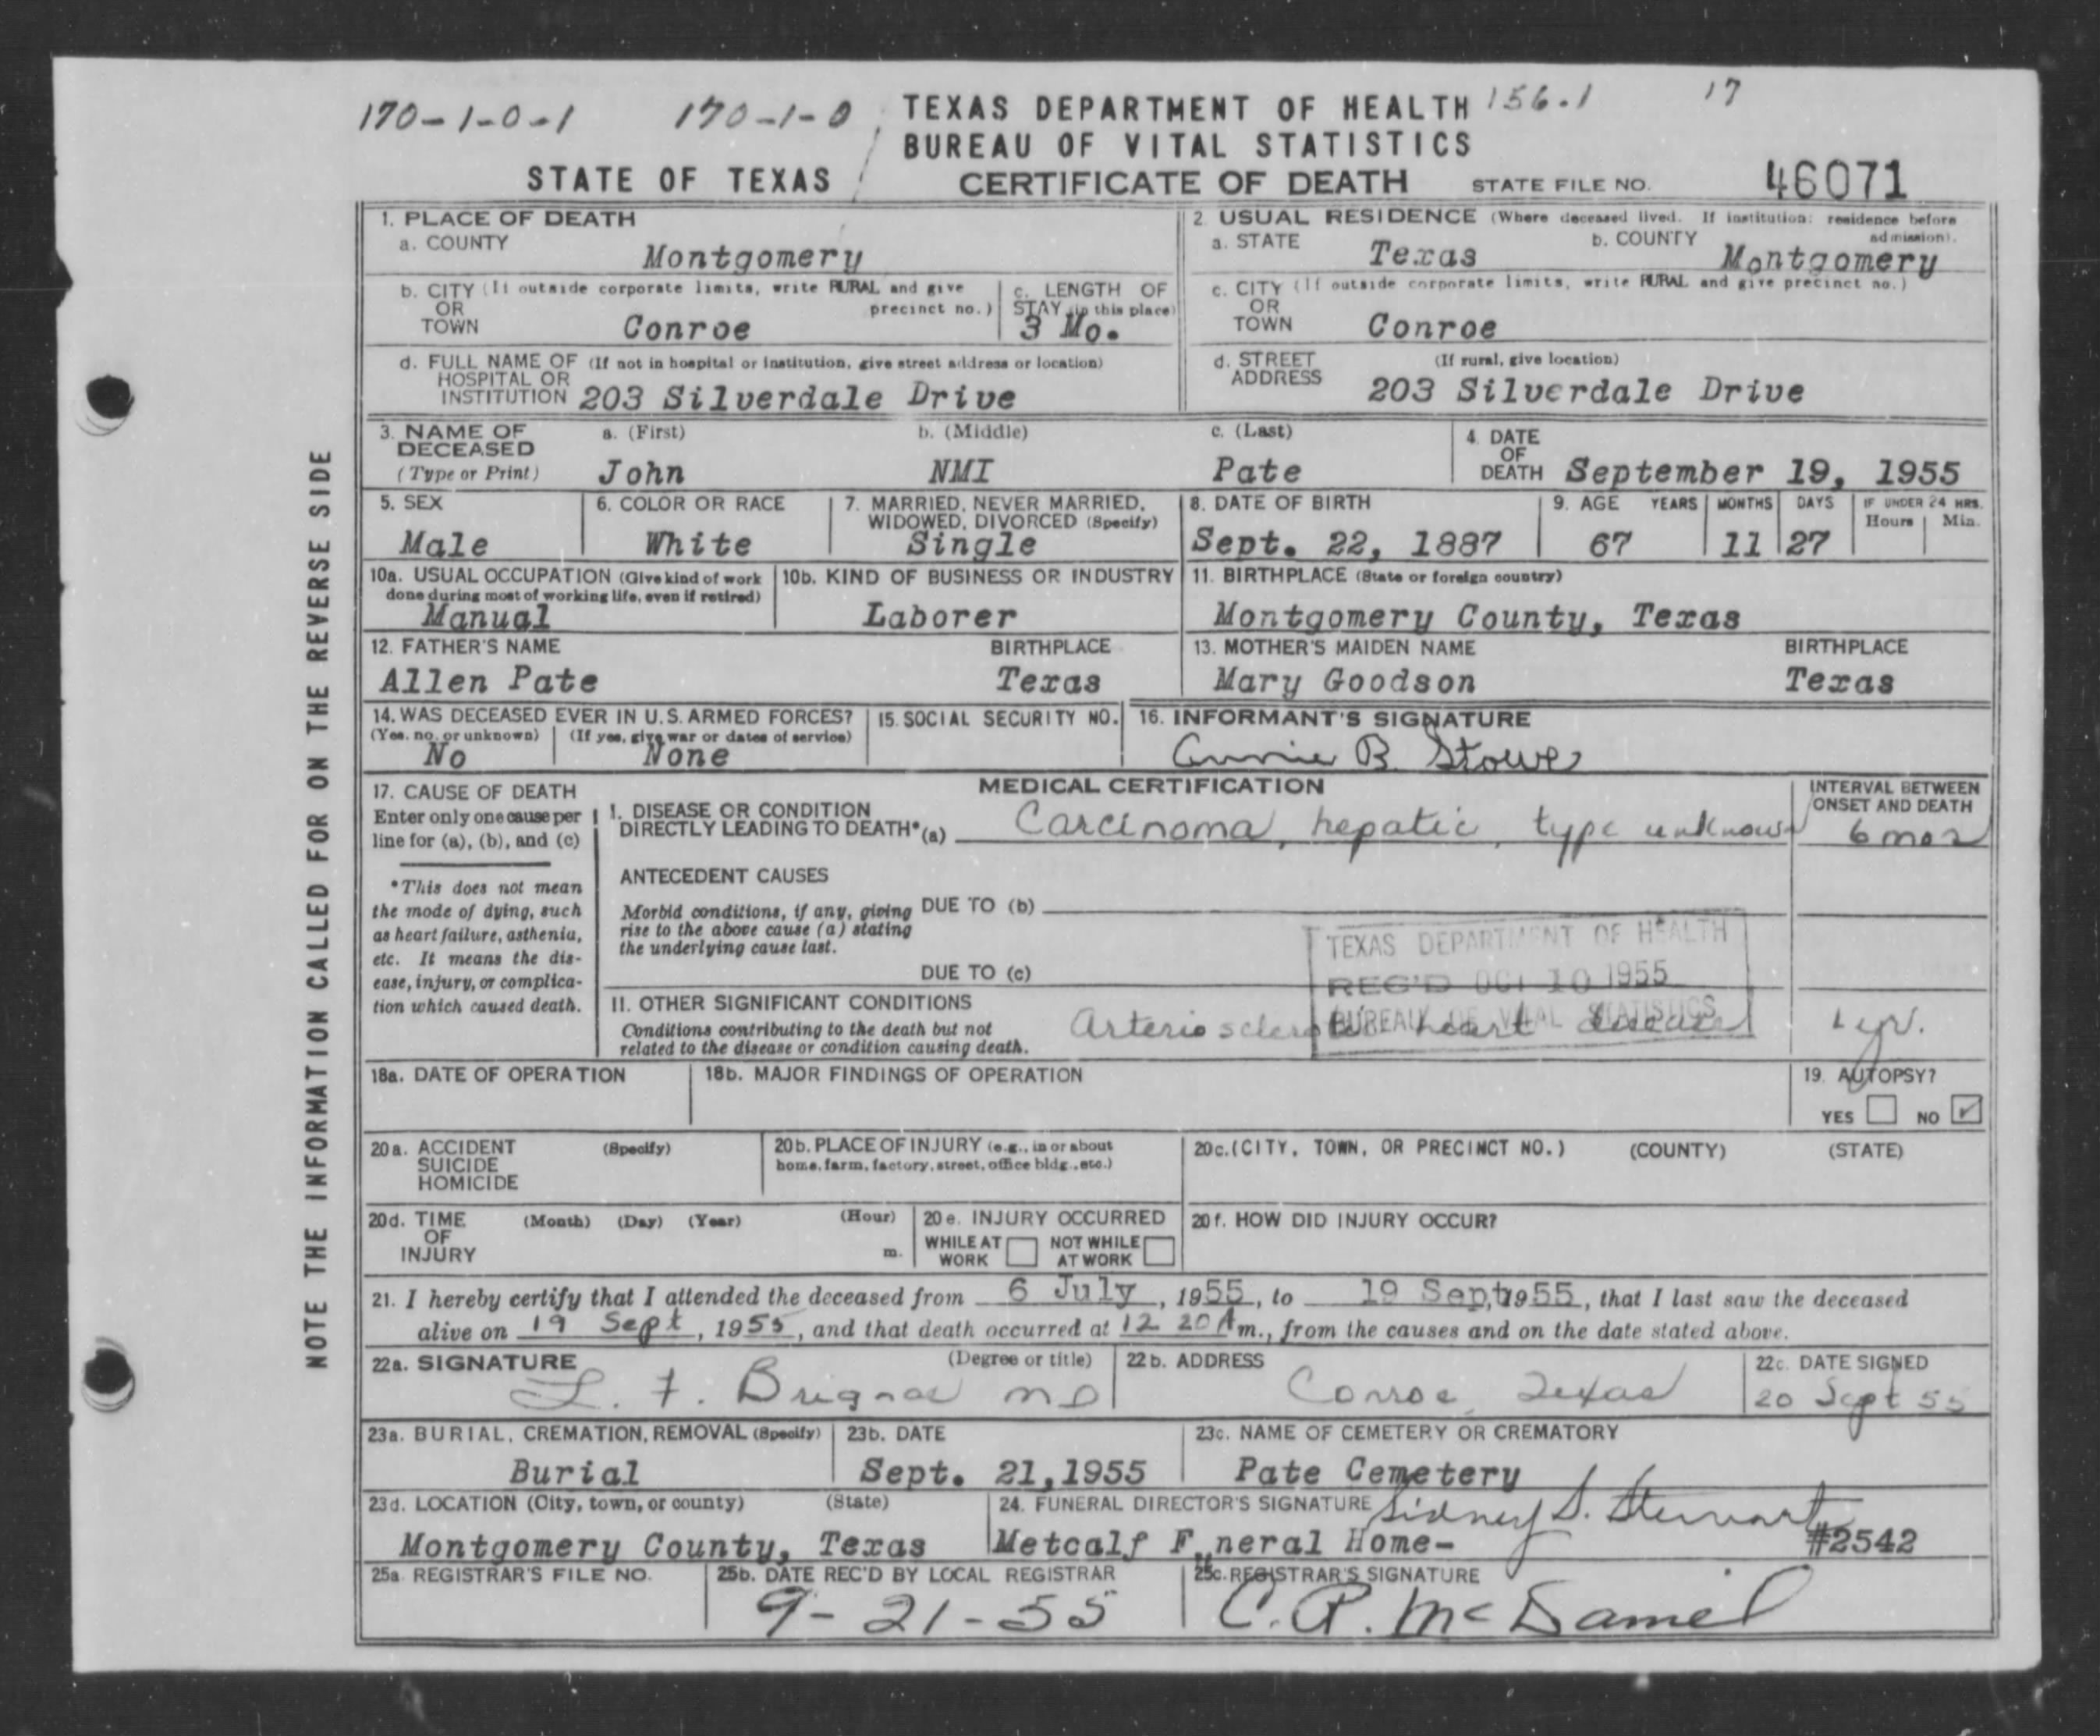 170-1-0-1 170-1-0 156.1 17
TEXAS DEPARTMENT OF HEALTH
BUREAU OF VITAL STATISTICS
STATE OF TEXAS CERTIFICATE OF DEATH STATE FILE NO. 46071
NOTE THE INFORMATION CALLED FOR ON THE REVERSE SIDE
1. PLACE OF DEATH
a. COUNTY Montgomery
2. USUAL RESIDENCE (Where deceased lived. If institution: residence before admission).
a. STATE Texas b. COUNTY Montgomery
b. CITY (If outside corporate limits, write RURAL and give precinct no.)
OR
TOWN Conroe
c. LENGTH OF STAY (in this place)
3 Mo.
c. CITY (If outside corporate limits, write RURAL and give precinct no.)
OR
TOWN Conroe
d. FULL NAME OF (If not in hospital or institution, give street address or location)
HOSPITAL OR
INSTITUTION 203 Silverdale Drive
d. STREET ADDRESS (If rural, give location)
203 Silverdale Drive
3. NAME OF DECEASED (Type or Print)
a. (First) John
b. (Middle) NMI
c. (Last) Pate
4. DATE OF DEATH September 19, 1955
5. SEX Male
6. COLOR OR RACE White
7. MARRIED, NEVER MARRIED, WIDOWED, DIVORCED (Specify)
Single
8. DATE OF BIRTH Sept. 22, 1887
9. AGE YEARS 67 MONTHS 11 DAYS 27 IF UNDER 24 HRS. Hours Min.
10a. USUAL OCCUPATION (Give kind of work done during most of working life, even if retired)
Manual
10b. KIND OF BUSINESS OR INDUSTRY
Laborer
11. BIRTHPLACE (State or foreign country)
Montgomery County, Texas
12. FATHER'S NAME BIRTHPLACE
Allen Pate Texas
13. MOTHER'S MAIDEN NAME BIRTHPLACE
Mary Goodson Texas
14. WAS DECEASED EVER IN U.S. ARMED FORCES?
(Yes, no, or unknown) (If yes, give war or dates of service)
No None
15. SOCIAL SECURITY NO.
16. INFORMANT'S SIGNATURE
Annie B. Stowe
17. CAUSE OF DEATH
Enter only one cause per line for (a), (b), and (c)
*This does not mean
the mode of dying, such
as heart failure, asthenia,
etc. It means the dis-
ease, injury, or complica-
tion which caused death.
MEDICAL CERTIFICATION
INTERVAL BETWEEN ONSET AND DEATH
I. DISEASE OR CONDITION
DIRECTLY LEADING TO DEATH* (a) Carcinoma, hepatic, type unknown 6 mos
ANTECEDENT CAUSES
Morbid conditions, if any, giving
rise to the above cause (a) stating
the underlying cause last.
DUE TO (b)
DUE TO (c)
TEXAS DEPARTMENT OF HEALTH
REC'D OCT 10 1955
BUREAU OF VITAL STATISTICS
II. OTHER SIGNIFICANT CONDITIONS
Conditions contributing to the death but not
related to the disease or condition causing death.
Arteriosclerotic heart disease 1 yr.
18a. DATE OF OPERATION
18b. MAJOR FINDINGS OF OPERATION
19. AUTOPSY?
YES NO ✓
20a. ACCIDENT SUICIDE HOMICIDE (Specify)
20b. PLACE OF INJURY (e.g., in or about home, farm, factory, street, office bldg., etc.)
20c. (CITY, TOWN, OR PRECINCT NO.) (COUNTY) (STATE)
20d. TIME OF INJURY (Month) (Day) (Year) (Hour) m.
20e. INJURY OCCURRED
WHILE AT WORK NOT WHILE AT WORK
20f. HOW DID INJURY OCCUR?
21. I hereby certify that I attended the deceased from 6 July, 1955, to 19 Sept, 1955, that I last saw the deceased
alive on 19 Sept, 1955, and that death occurred at 12 20 A m., from the causes and on the date stated above.
22a. SIGNATURE (Degree or title)
L. F. MD
22b. ADDRESS
Conroe, Texas
22c. DATE SIGNED
20 Sept 55
23a. BURIAL, CREMATION, REMOVAL (Specify)
Burial
23b. DATE
Sept. 21,1955
23c. NAME OF CEMETERY OR CREMATORY
Pate Cemetery
23d. LOCATION (City, town, or county) (State)
Montgomery County, Texas
24. FUNERAL DIRECTOR'S SIGNATURE Sidney S. Stewart
Metcalf Funeral Home- #2542
25a. REGISTRAR'S FILE NO.
25b. DATE REC'D BY LOCAL REGISTRAR
9-21-55
25c. REGISTRAR'S SIGNATURE
C. P. McDaniel